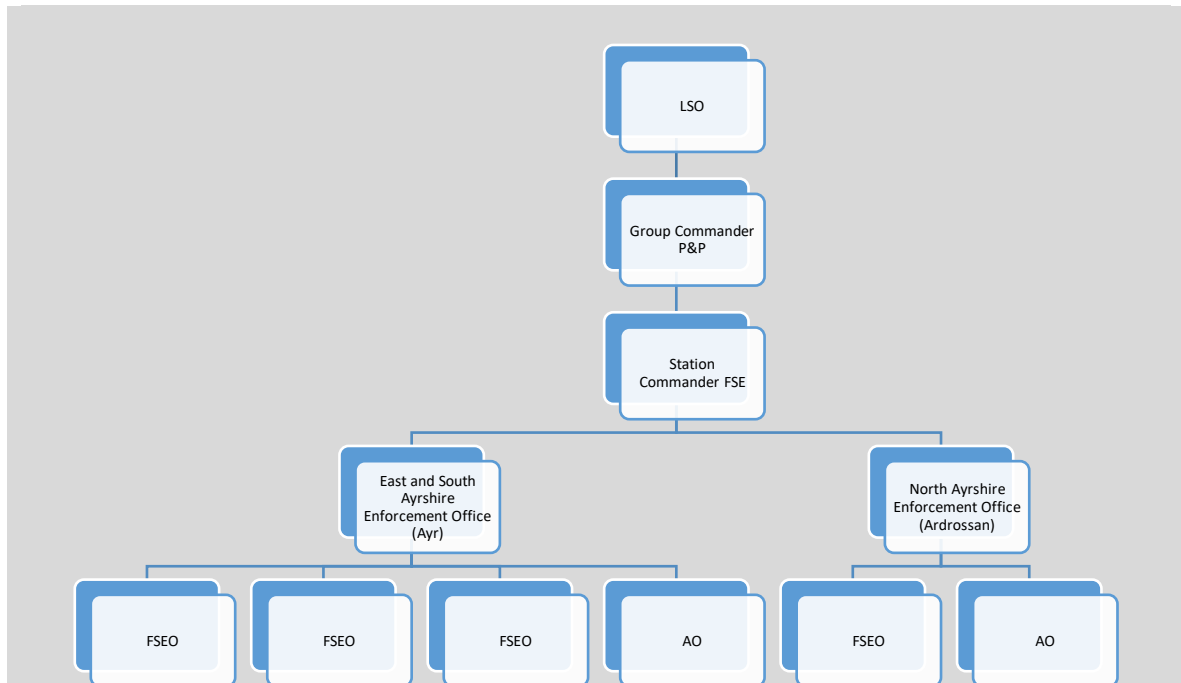 LSO
Group Commander
P&P
Station
Commander FSE
East and South
Ayrshire
Enforcement Office
(Ayr)
North Ayrshire
Enforcement Office
(Ardrossan)
FSEO
FSEO
FSEO
AO
FSEO
AO